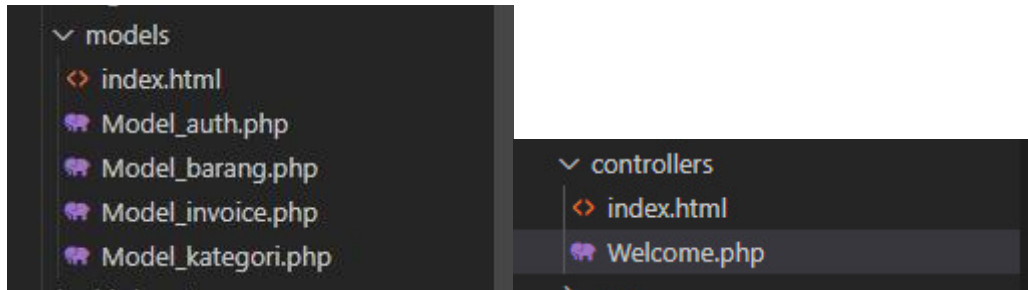 models
index.html
Model_auth.php
Model_barang.php
Model_invoice.php
Model_kategori.php
controllers
index.html
Welcome.php